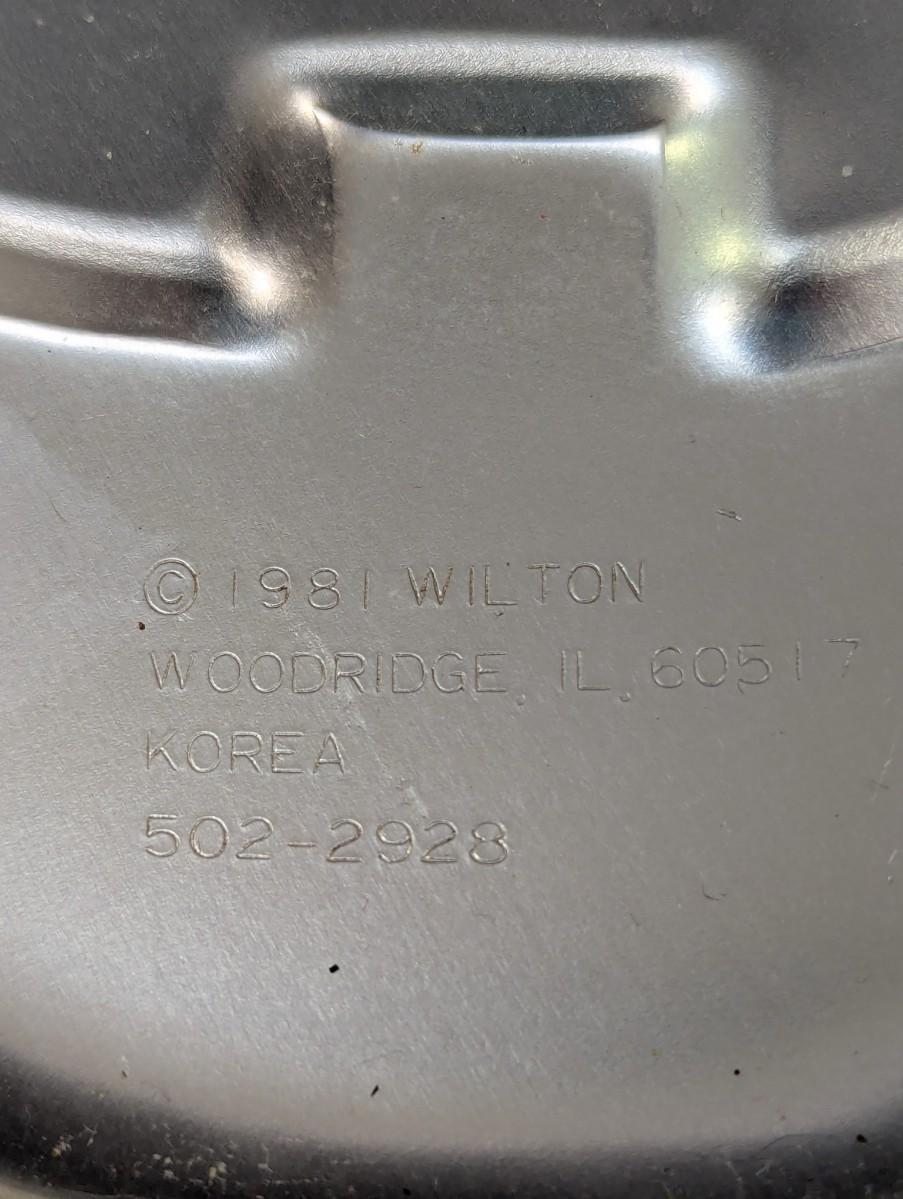 © 1981 WILTON
WOODRIDGE, IL, 60517
KOREA
502-2928